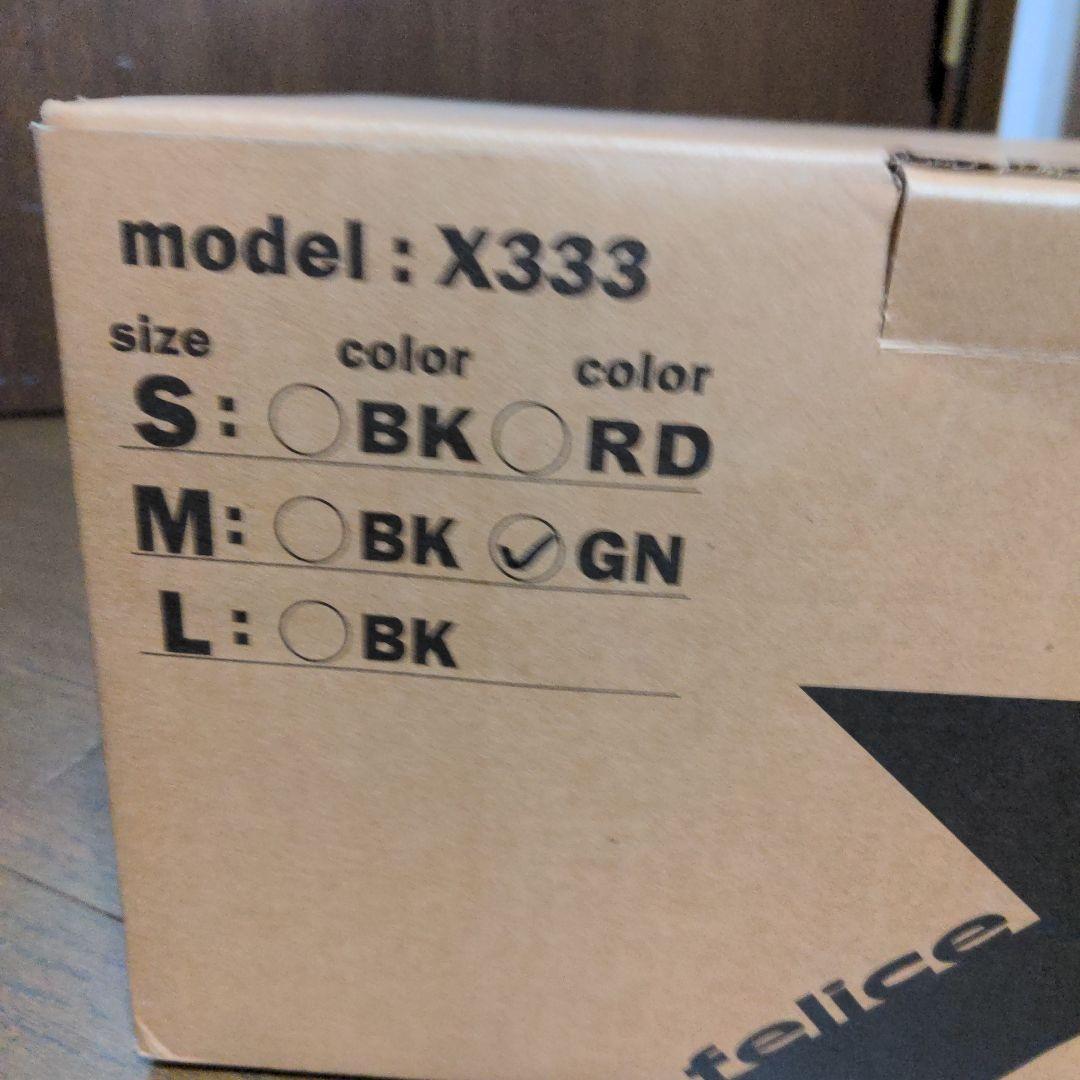 model : X333
size color color
S : BK RD
M : BK GN
L : BK
felice